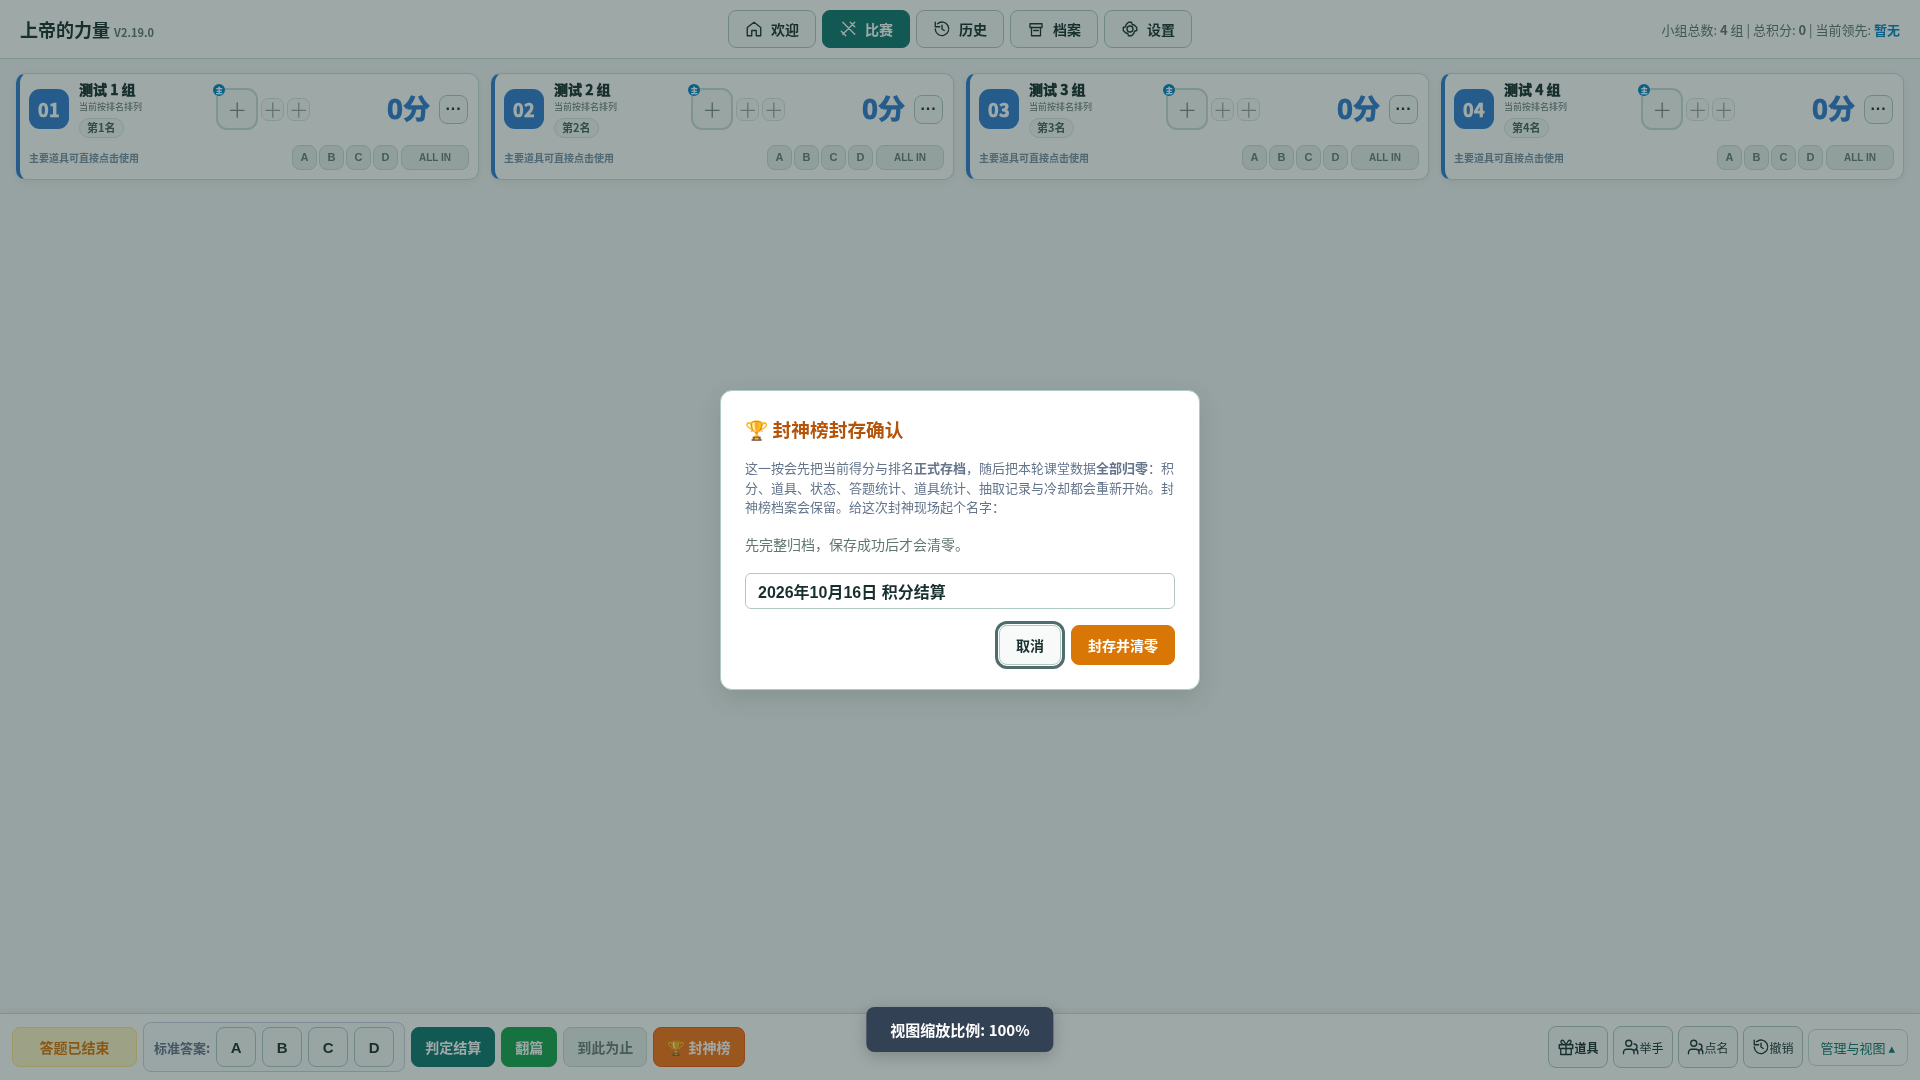 上帝的力量 V2.19.0
欢迎
比赛
历史
档案
设置
小组总数: 4 组 | 总积分: 0 | 当前领先: 暂无
01
测试 1 组
当前按排名排列
第1名
主
0分
主要道具可直接点击使用
A B C D ALL IN
02
测试 2 组
当前按排名排列
第2名
主
0分
主要道具可直接点击使用
A B C D ALL IN
03
测试 3 组
当前按排名排列
第3名
主
0分
主要道具可直接点击使用
A B C D ALL IN
04
测试 4 组
当前按排名排列
第4名
主
0分
主要道具可直接点击使用
A B C D ALL IN
🏆 封神榜封存确认
这一按会先把当前得分与排名正式存档，随后把本轮课堂数据全部归零：积
分、道具、状态、答题统计、道具统计、抽取记录与冷却都会重新开始。封
神榜档案会保留。给这次封神现场起个名字：
先完整归档，保存成功后才会清零。
2026年10月16日 积分结算
取消
封存并清零
视图缩放比例: 100%
答题已结束
标准答案: A B C D
判定结算
翻篇
到此为止
🏆 封神榜
道具
举手
点名
撤销
管理与视图 ▴